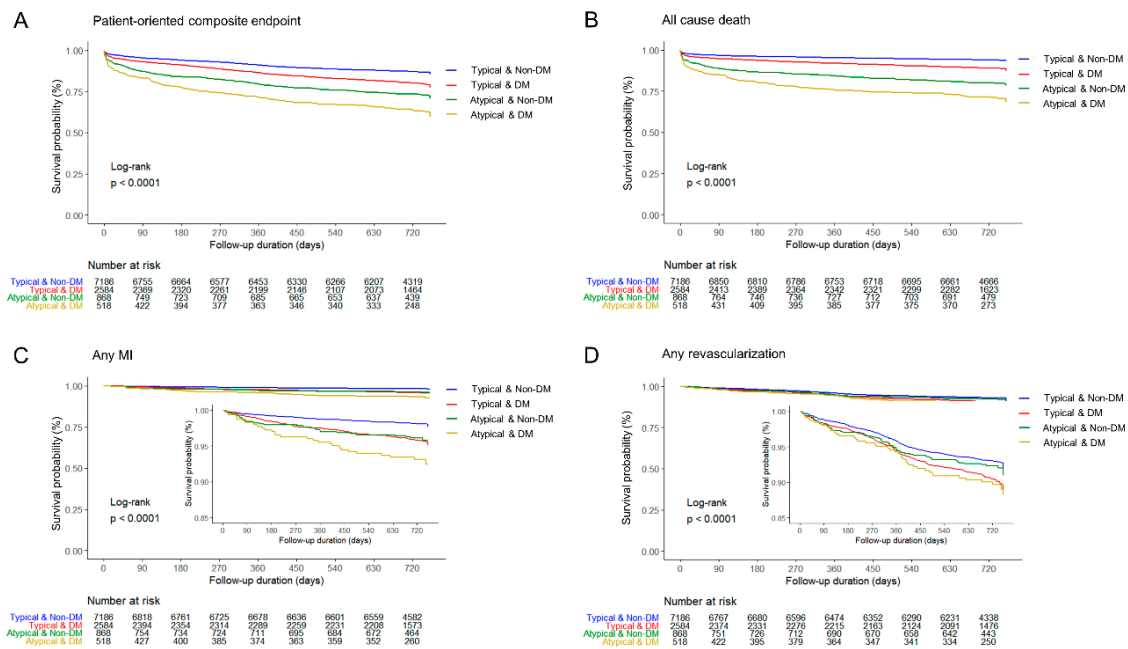 A Patient-oriented composite endpoint
Survival probability (%)
1.00
0.75
0.50
0.25
0.00
Log-rank
p < 0.0001
Typical & Non-DM
Typical & DM
Atypical & Non-DM
Atypical & DM
0 90 180 270 360 450 540 630 720
Follow-up duration (days)
Number at risk
Typical & Non-DM 7186 6755 6664 6577 6453 6330 6266 6207 4319
Typical & DM 2584 2369 2320 2261 2199 2146 2107 2073 1464
Atypical & Non-DM 868 749 723 709 685 665 653 637 439
Atypical & DM 518 422 394 377 363 346 340 333 248
B All cause death
Survival probability (%)
1.00
0.75
0.50
0.25
0.00
Log-rank
p < 0.0001
Typical & Non-DM
Typical & DM
Atypical & Non-DM
Atypical & DM
0 90 180 270 360 450 540 630 720
Follow-up duration (days)
Number at risk
Typical & Non-DM 7186 6850 6810 6786 6753 6718 6695 6661 4666
Typical & DM 2584 2413 2389 2364 2342 2321 2299 2282 1623
Atypical & Non-DM 868 764 746 736 727 712 703 691 479
Atypical & DM 518 431 409 395 385 377 375 370 273
C Any MI
Survival probability (%)
1.00
0.75
0.50
0.25
0.00
Log-rank
p < 0.0001
Typical & Non-DM
Typical & DM
Atypical & Non-DM
Atypical & DM
Survival probability (%)
1.00
0.95
0.90
0.85
0 90 180 270 360 450 540 630 720
Follow-up duration (days)
0 90 180 270 360 450 540 630 720
Follow-up duration (days)
Number at risk
Typical & Non-DM 7186 6818 6761 6725 6678 6636 6601 6559 4582
Typical & DM 2584 2394 2354 2314 2289 2259 2231 2208 1573
Atypical & Non-DM 868 754 734 724 711 695 684 672 464
Atypical & DM 518 427 400 385 374 363 359 352 260
D Any revascularization
Survival probability (%)
1.00
0.75
0.50
0.25
0.00
Log-rank
p < 0.0001
Typical & Non-DM
Typical & DM
Atypical & Non-DM
Atypical & DM
Survival probability (%)
1.00
0.95
0.90
0.85
0 90 180 270 360 450 540 630 720
Follow-up duration (days)
0 90 180 270 360 450 540 630 720
Follow-up duration (days)
Number at risk
Typical & Non-DM 7186 6767 6680 6596 6474 6352 6290 6231 4338
Typical & DM 2584 2374 2331 2276 2215 2163 2124 2091 1476
Atypical & Non-DM 868 751 726 712 690 670 658 642 443
Atypical & DM 518 422 395 379 364 347 341 334 250